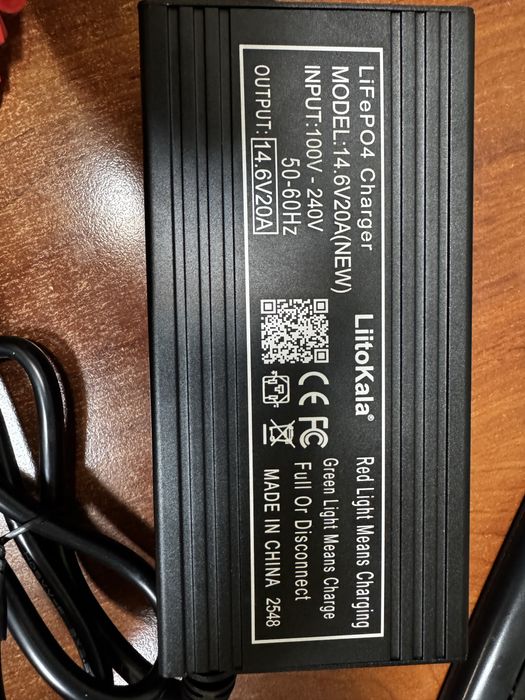 LiFePO4 Charger
MODEL:14.6V20A(NEW)
INPUT:100V - 240V
50-60Hz
OUTPUT:14.6V20A
LiitoKala®
CE FC
Red Light Means Charging
Green Light Means Charge
Full Or Disconnect
MADE IN CHINA 2548